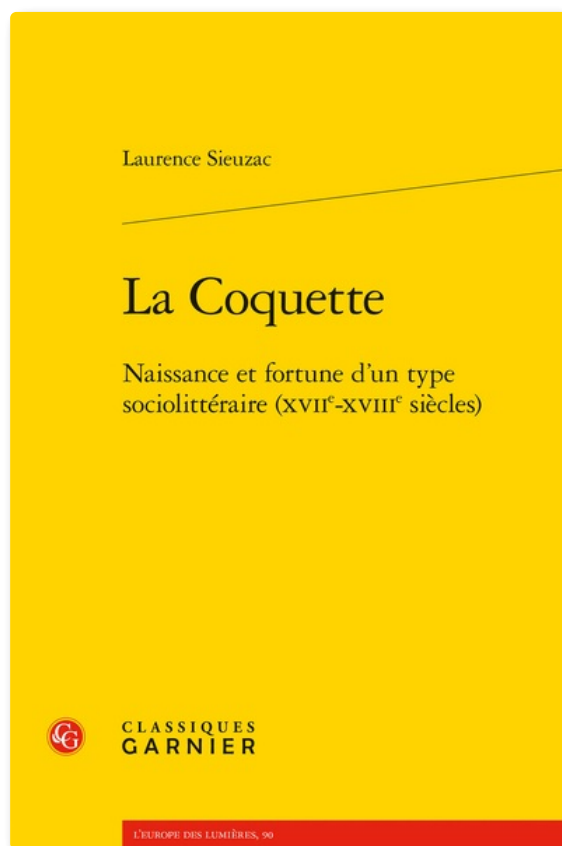 Laurence Sieuzac
La Coquette
Naissance et fortune d'un type
sociolittéraire (XVIIᵉ-XVIIIᵉ siècles)
CG
CLASSIQUES
GARNIER
L'EUROPE DES LUMIÈRES, 90